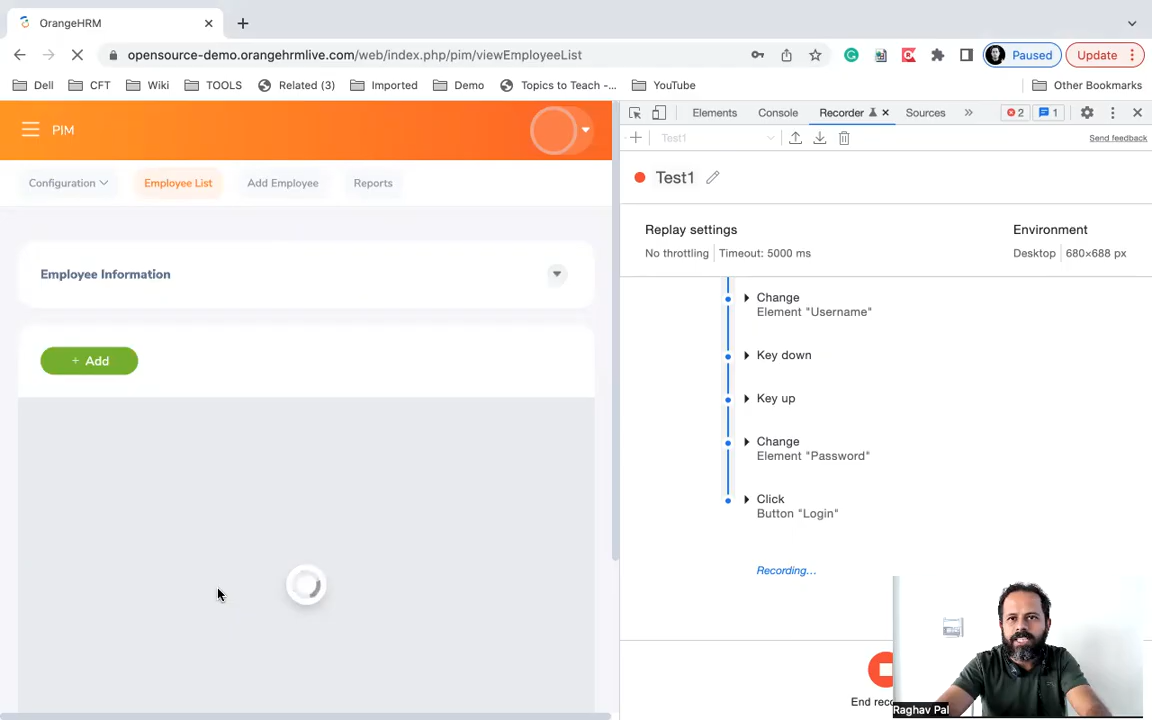 OrangeHRM
opensource-demo.orangehrmlive.com/web/index.php/pim/viewEmployeeList
Paused
Update
Dell
CFT
Wiki
TOOLS
Related (3)
Imported
Demo
Topics to Teach -...
YouTube
Other Bookmarks
PIM
Configuration
Employee List
Add Employee
Reports
Employee Information
+ Add
Elements
Console
Recorder
Sources
2
1
Test1
Send feedback
Test1
Replay settings
Environment
No throttling
Timeout: 5000 ms
Desktop
680×688 px
Change
Element "Username"
Key down
Key up
Change
Element "Password"
Click
Button "Login"
Recording...
End reco
Raghav Pal